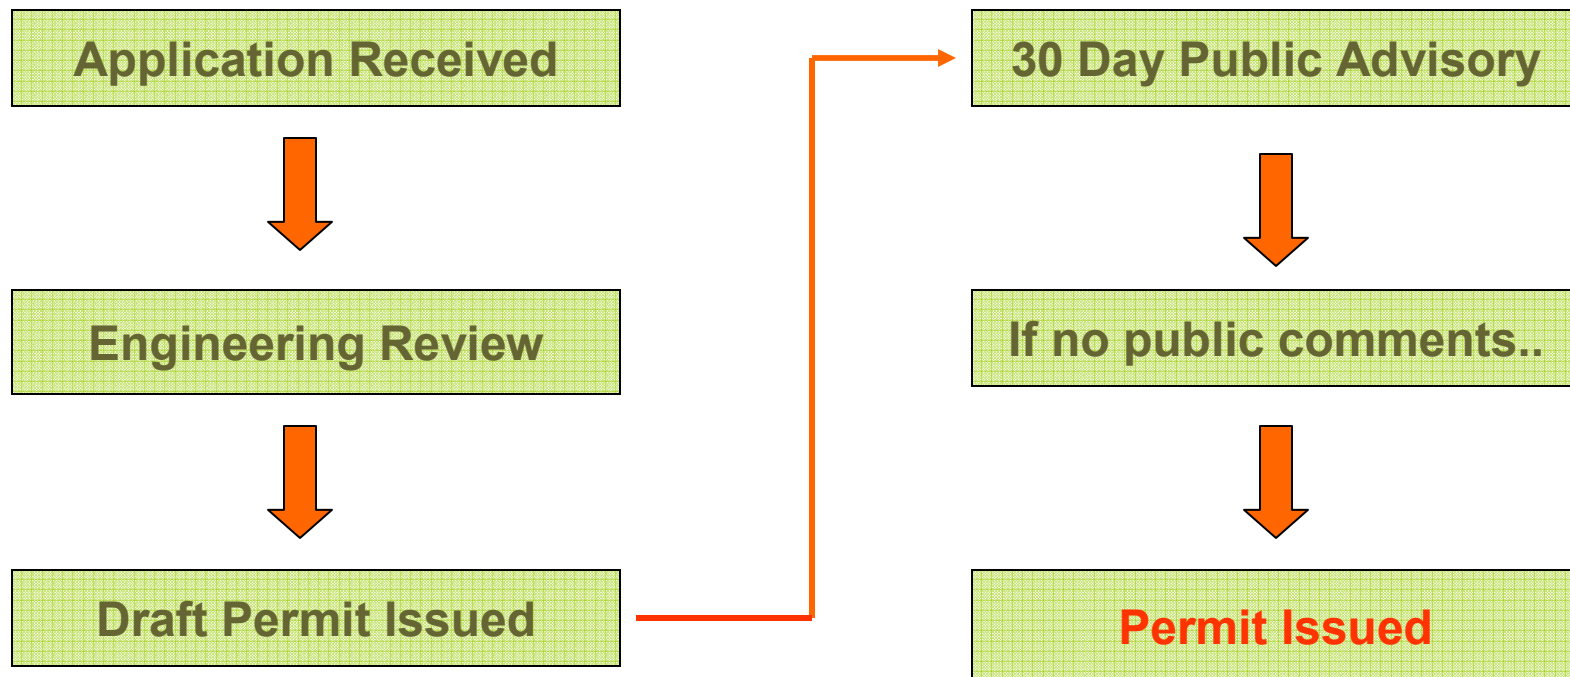 Application Received
Engineering Review
Draft Permit Issued
30 Day Public Advisory
If no public comments..
Permit Issued